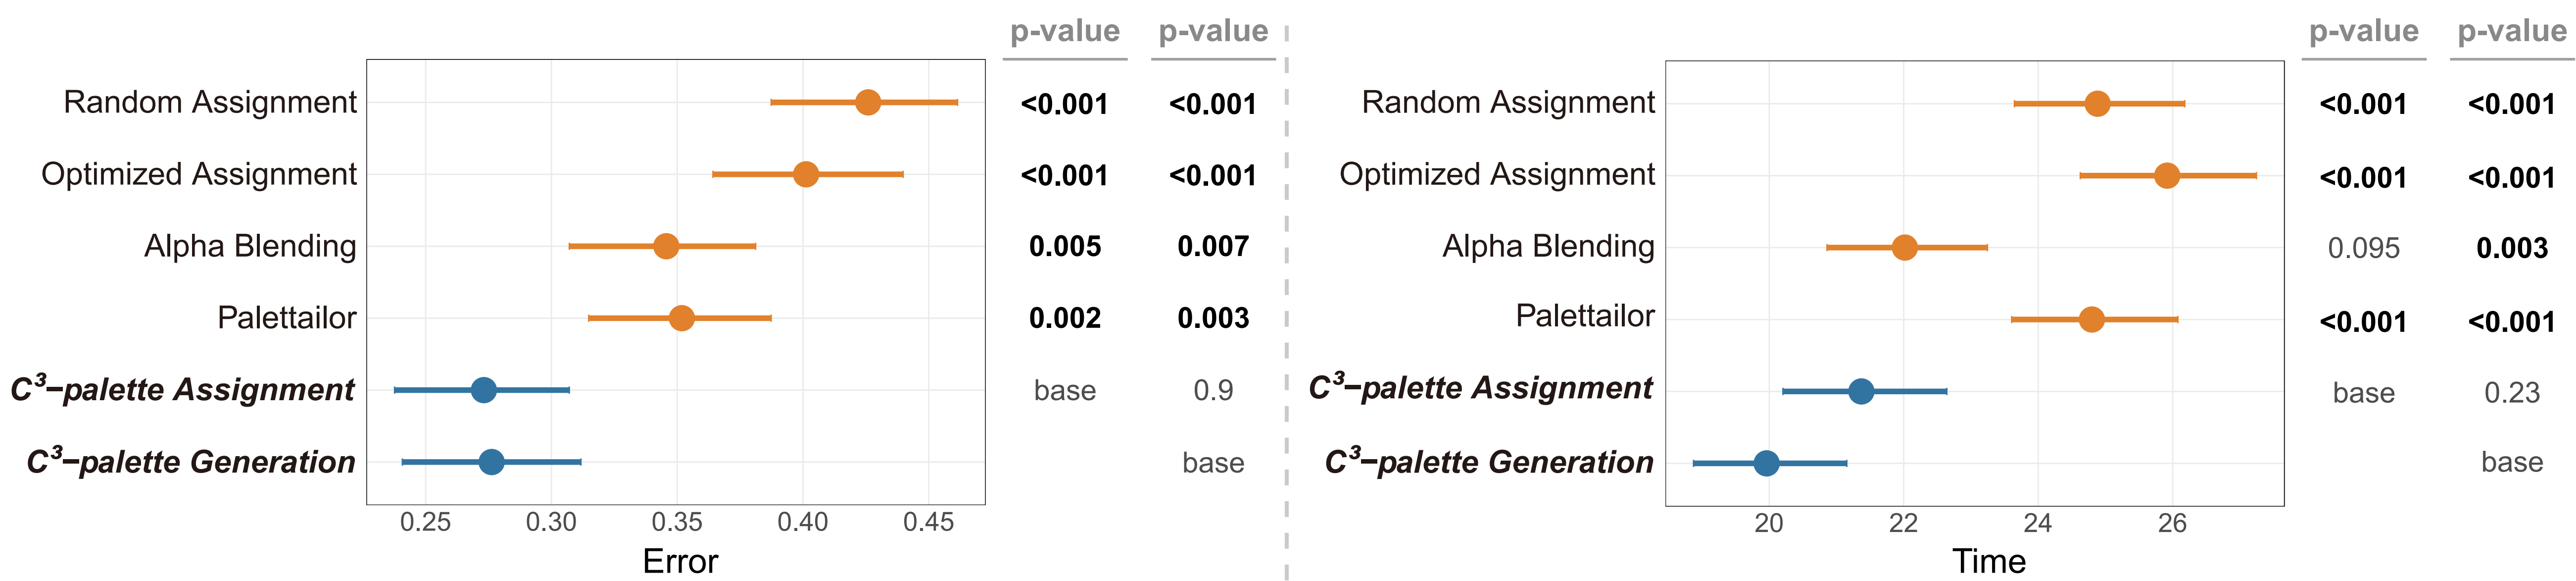 p-value p-value
Random Assignment <0.001 <0.001
Optimized Assignment <0.001 <0.001
Alpha Blending 0.005 0.007
Palettailor 0.002 0.003
C³−palette Assignment base 0.9
C³−palette Generation base
0.25 0.30 0.35 0.40 0.45
Error
p-value p-value
Random Assignment <0.001 <0.001
Optimized Assignment <0.001 <0.001
Alpha Blending 0.095 0.003
Palettailor <0.001 <0.001
C³−palette Assignment base 0.23
C³−palette Generation base
20 22 24 26
Time